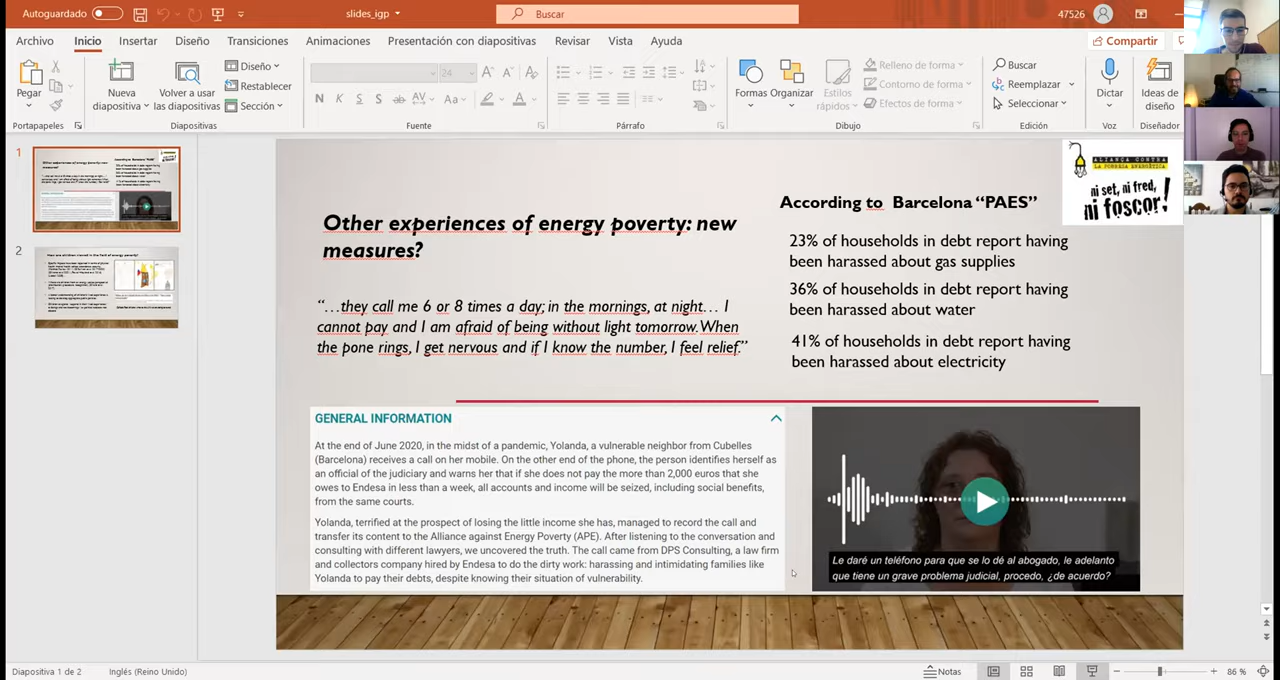 Autoguardado
slides_igp
Buscar
47526
Archivo
Inicio
Insertar
Diseño
Transiciones
Animaciones
Presentación con diapositivas
Revisar
Vista
Ayuda
Compartir
Pegar
Nueva
diapositiva
Volver a usar
las diapositivas
Diseño
Restablecer
Sección
24
N K S S ab AV Aa A
Formas
Organizar
Estilos
rápidos
Relleno de forma
Contorno de forma
Efectos de forma
Buscar
Reemplazar
Seleccionar
Dictar
Ideas de
diseño
Portapapeles
Diapositivas
Fuente
Párrafo
Dibujo
Edición
Voz
Diseñador
1
2
ALIANÇA CONTRA
LA POBRESA ENERGÈTICA
ni set, ni fred,
ni foscor!
Other experiences of energy poverty: new
measures?
“…they call me 6 or 8 times a day; in the mornings, at night… I
cannot pay and I am afraid of being without light tomorrow. When
the pone rings, I get nervous and if I know the number, I feel relief.”
According to Barcelona “PAES”
23% of households in debt report having
been harassed about gas supplies
36% of households in debt report having
been harassed about water
41% of households in debt report having
been harassed about electricity
GENERAL INFORMATION
At the end of June 2020, in the midst of a pandemic, Yolanda, a vulnerable neighbor from Cubelles
(Barcelona) receives a call on her mobile. On the other end of the phone, the person identifies herself as
an official of the judiciary and warns her that if she does not pay the more than 2,000 euros that she
owes to Endesa in less than a week, all accounts and income will be seized, including social benefits,
from the same courts.
Yolanda, terrified at the prospect of losing the little income she has, managed to record the call and
transfer its content to the Alliance against Energy Poverty (APE). After listening to the conversation and
consulting with different lawyers, we uncovered the truth. The call came from DPS Consulting, a law firm
and collectors company hired by Endesa to do the dirty work: harassing and intimidating families like
Yolanda to pay their debts, despite knowing their situation of vulnerability.
Le daré un teléfono para que se lo dé al abogado, le adelanto
que tiene un grave problema judicial, procedo, ¿de acuerdo?
Diapositiva 1 de 2
Inglés (Reino Unido)
Notas
86 %